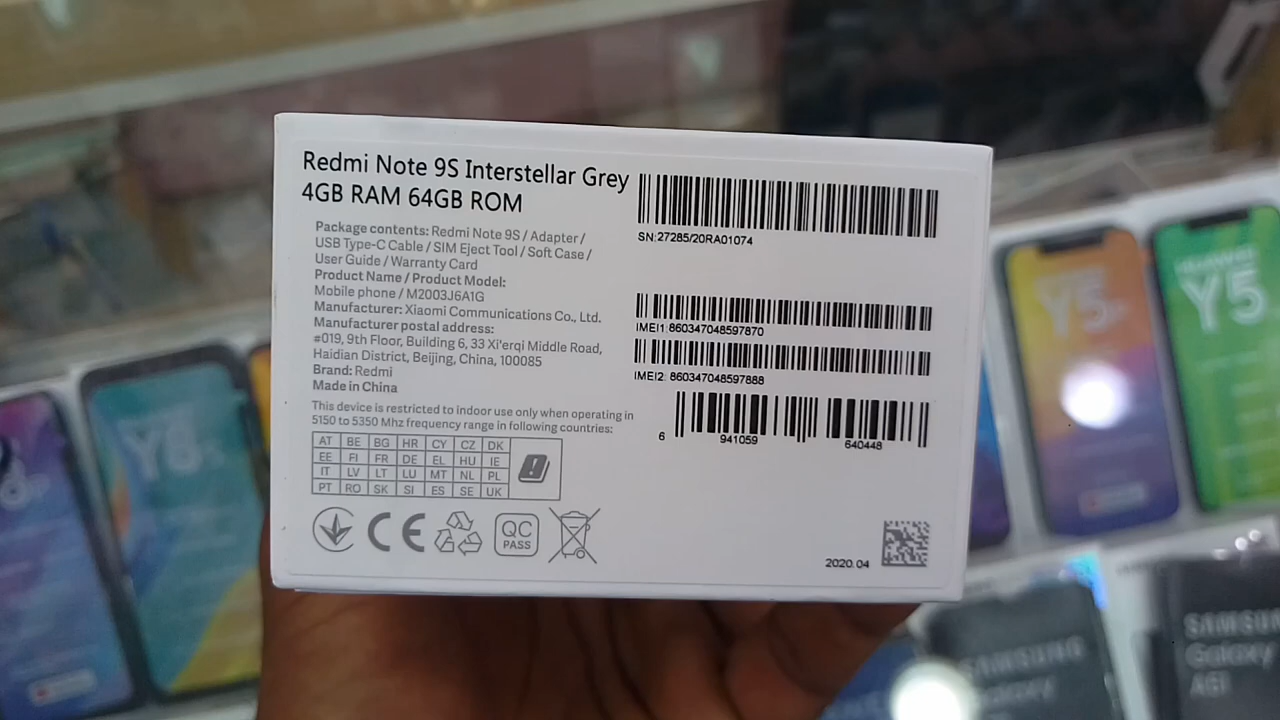 Redmi Note 9S Interstellar Grey
4GB RAM 64GB ROM
Package contents: Redmi Note 9S / Adapter /
USB Type-C Cable / SIM Eject Tool / Soft Case /
User Guide / Warranty Card
Product Name / Product Model:
Mobile phone / M2003J6A1G
Manufacturer: Xiaomi Communications Co., Ltd.
Manufacturer postal address:
#019, 9th Floor, Building 6, 33 Xi'erqi Middle Road,
Haidian District, Beijing, China, 100085
Brand: Redmi
Made in China
This device is restricted to indoor use only when operating in
5150 to 5350 Mhz frequency range in following countries:
AT BE BG HR CY CZ DK
EE FI FR DE EL HU IE
IT LV LT LU MT NL PL
PT RO SK SI ES SE UK
CE
QC
PASS
SN:27285/20RA01074
IMEI1:860347048597870
IMEI2: 860347048597888
6 941059 640448
2020.04
Y5
Y5
SAMSUNG
Galaxy
SAMSUN
Galaxy